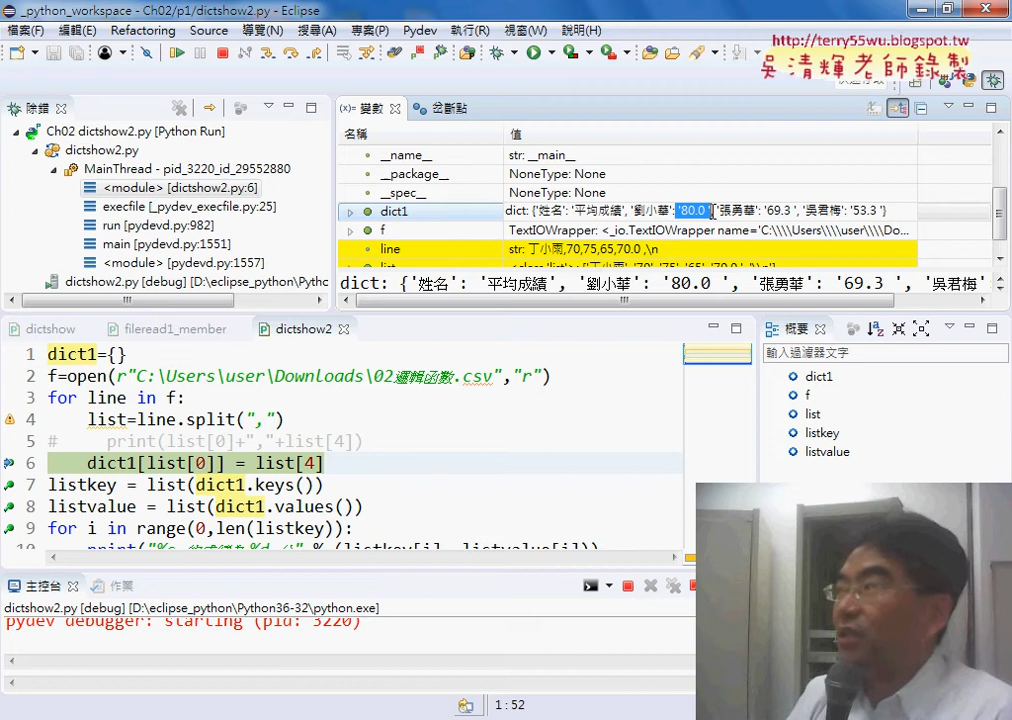 _python_workspace - Ch02/p1/dictshow2.py - Eclipse
檔案(F) 編輯(E) Refactoring Source 導覽(N) 搜尋(A) 專案(P) Pydev 執行(R) 視窗(W) 說明(H)
http://terry55wu.blogspot.tw
吳清輝老師錄製
除錯
Ch02 dictshow2.py [Python Run]
dictshow2.py
MainThread - pid_3220_id_29552880
<module> [dictshow2.py:6]
execfile [_pydev_execfile.py:25]
run [pydevd.py:982]
main [pydevd.py:1551]
<module> [pydevd.py:1557]
dictshow2.py [debug] [D:\eclipse_python\Pythc
(x)= 變數 岔斷點
名稱 值
__name__ str: __main__
__package__ NoneType: None
__spec__ NoneType: None
dict1 dict: {'姓名': '平均成績', '劉小華': '80.0 ', '張勇華': '69.3 ', '吳君梅': '53.3 '}
f TextIOWrapper: <_io.TextIOWrapper name='C:\\\\Users\\\\user\\\\Do...
line str: 丁小雨,70,75,65,70.0 ,\n
dict: {'姓名': '平均成績', '劉小華': '80.0 ', '張勇華': '69.3 ', '吳君梅'
dictshow fileread1_member dictshow2
1 dict1={}
2 f=open(r"C:\Users\user\Downloads\02邏輯函數.csv","r")
3 for line in f:
4 list=line.split(",")
5 # print(list[0]+","+list[4])
6 dict1[list[0]] = list[4]
7 listkey = list(dict1.keys())
8 listvalue = list(dict1.values())
9 for i in range(0,len(listkey)):
概要
輸入過濾器文字
dict1
f
list
listkey
listvalue
主控台 作業
dictshow2.py [debug] [D:\eclipse_python\Python36-32\python.exe]
pydev debugger: starting (pid: 3220)
1 : 52